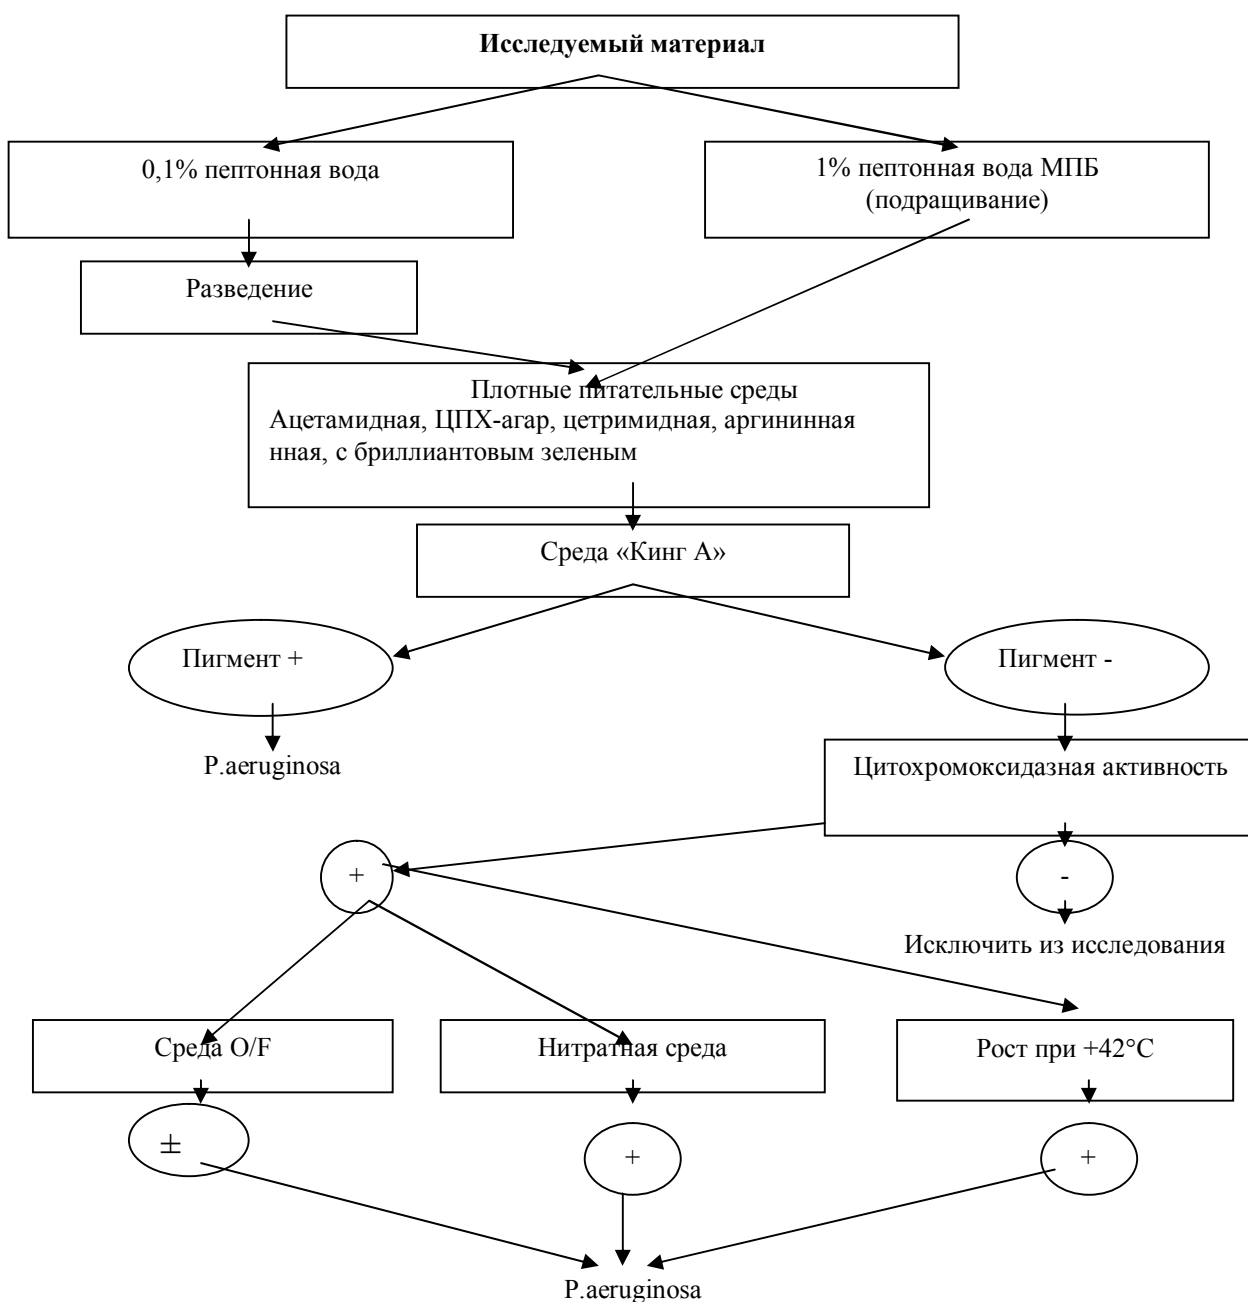 Исследуемый материал
0,1% пептонная вода
1% пептонная вода МПБ
(подращивание)
Разведение
Плотные питательные среды
Ацетамидная, ЦПХ-агар, цетримидная, аргининная
нная, с бриллиантовым зеленым
Среда «Кинг А»
Пигмент +
Пигмент -
P.aeruginosa
Цитохромоксидазная активность
+
-
Исключить из исследования
Среда O/F
Нитратная среда
Рост при +42°С
±
+
+
P.aeruginosa